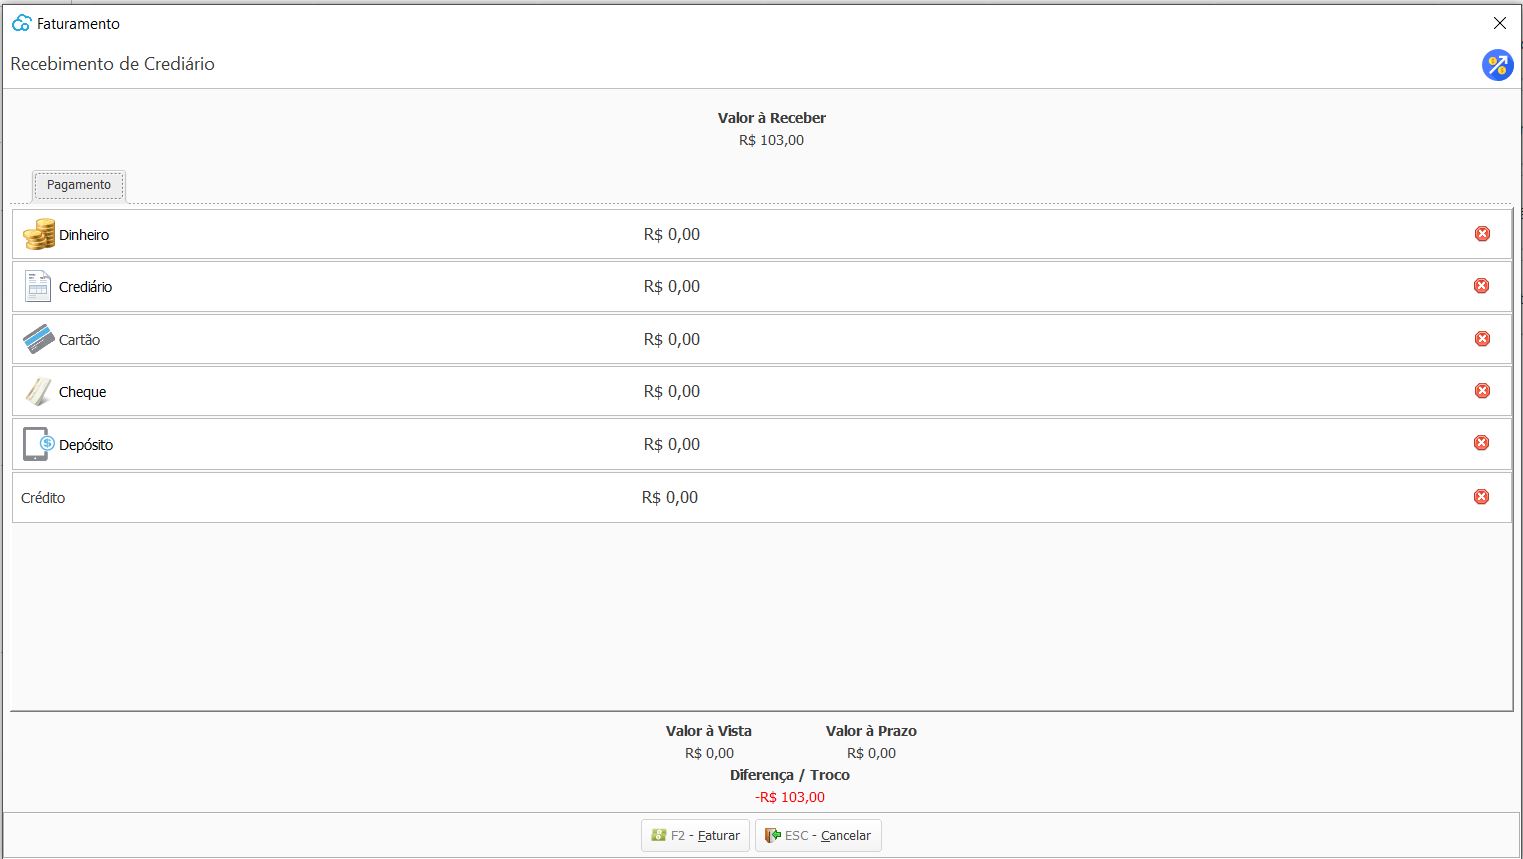 Faturamento
Recebimento de Crediário
Valor à Receber
R$ 103,00
Pagamento
Dinheiro R$ 0,00
Crediário R$ 0,00
Cartão R$ 0,00
Cheque R$ 0,00
Depósito R$ 0,00
Crédito R$ 0,00
Valor à Vista Valor à Prazo
R$ 0,00 R$ 0,00
Diferença / Troco
-R$ 103,00
F2 - Faturar ESC - Cancelar